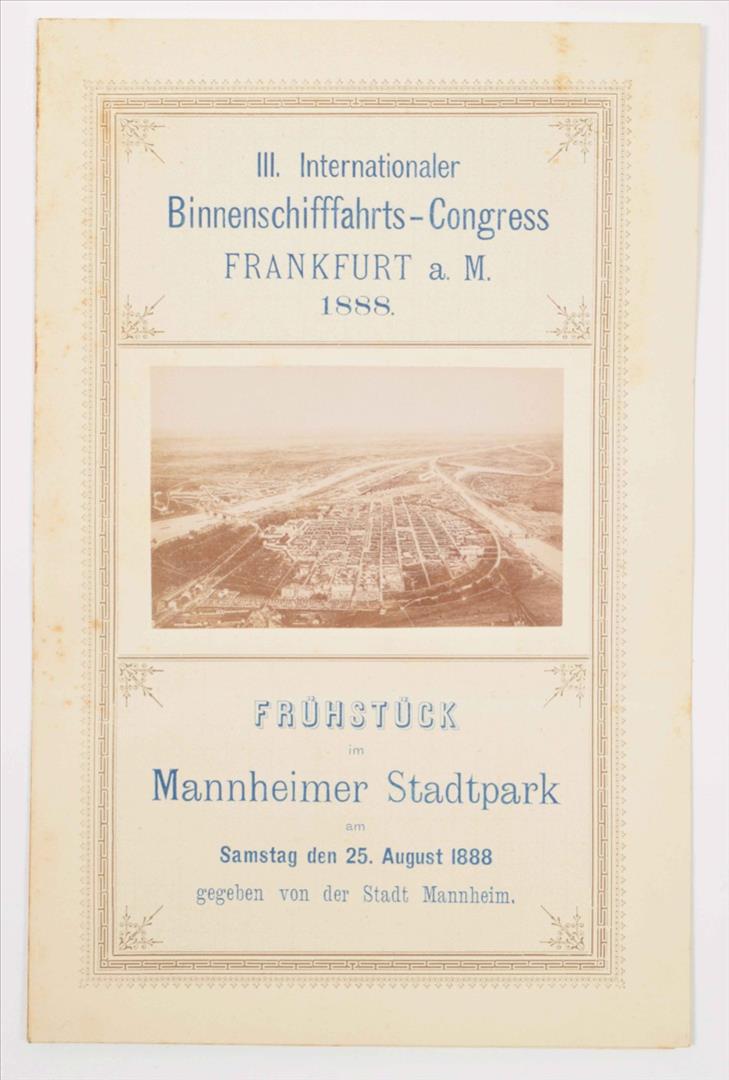 III. Internationaler
Binnenschifffahrts-Congress
FRANKFURT a. M.
1888.
FRÜHSTÜCK
im
Mannheimer Stadtpark
am
Samstag den 25. August 1888
gegeben von der Stadt Mannheim.